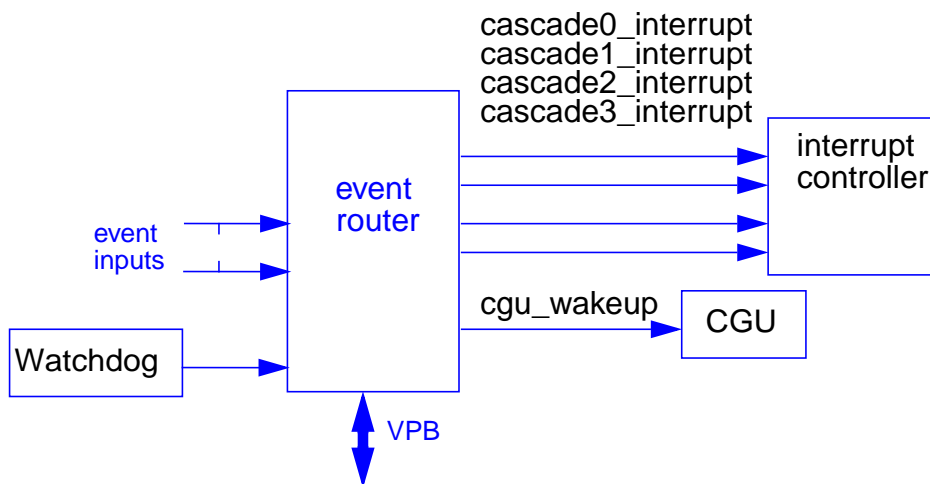 cascade0_interrupt
cascade1_interrupt
cascade2_interrupt
cascade3_interrupt
interrupt
controller
event
router
event
inputs
cgu_wakeup
CGU
Watchdog
VPB